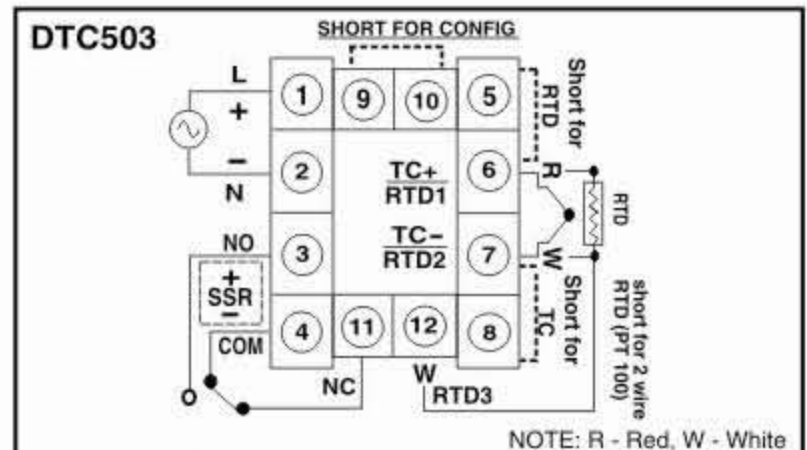 DTC503
SHORT FOR CONFIG
L
+
−
N
1
9
10
5
2
6
3
7
4
11
12
8
TC+
RTD1
TC−
RTD2
Short for
RTD
R
RTD
W
Short for
TC
short for 2 wire
RTD (PT 100)
NO
+
SSR
−
COM
NC
W
RTD3
NOTE: R - Red, W - White